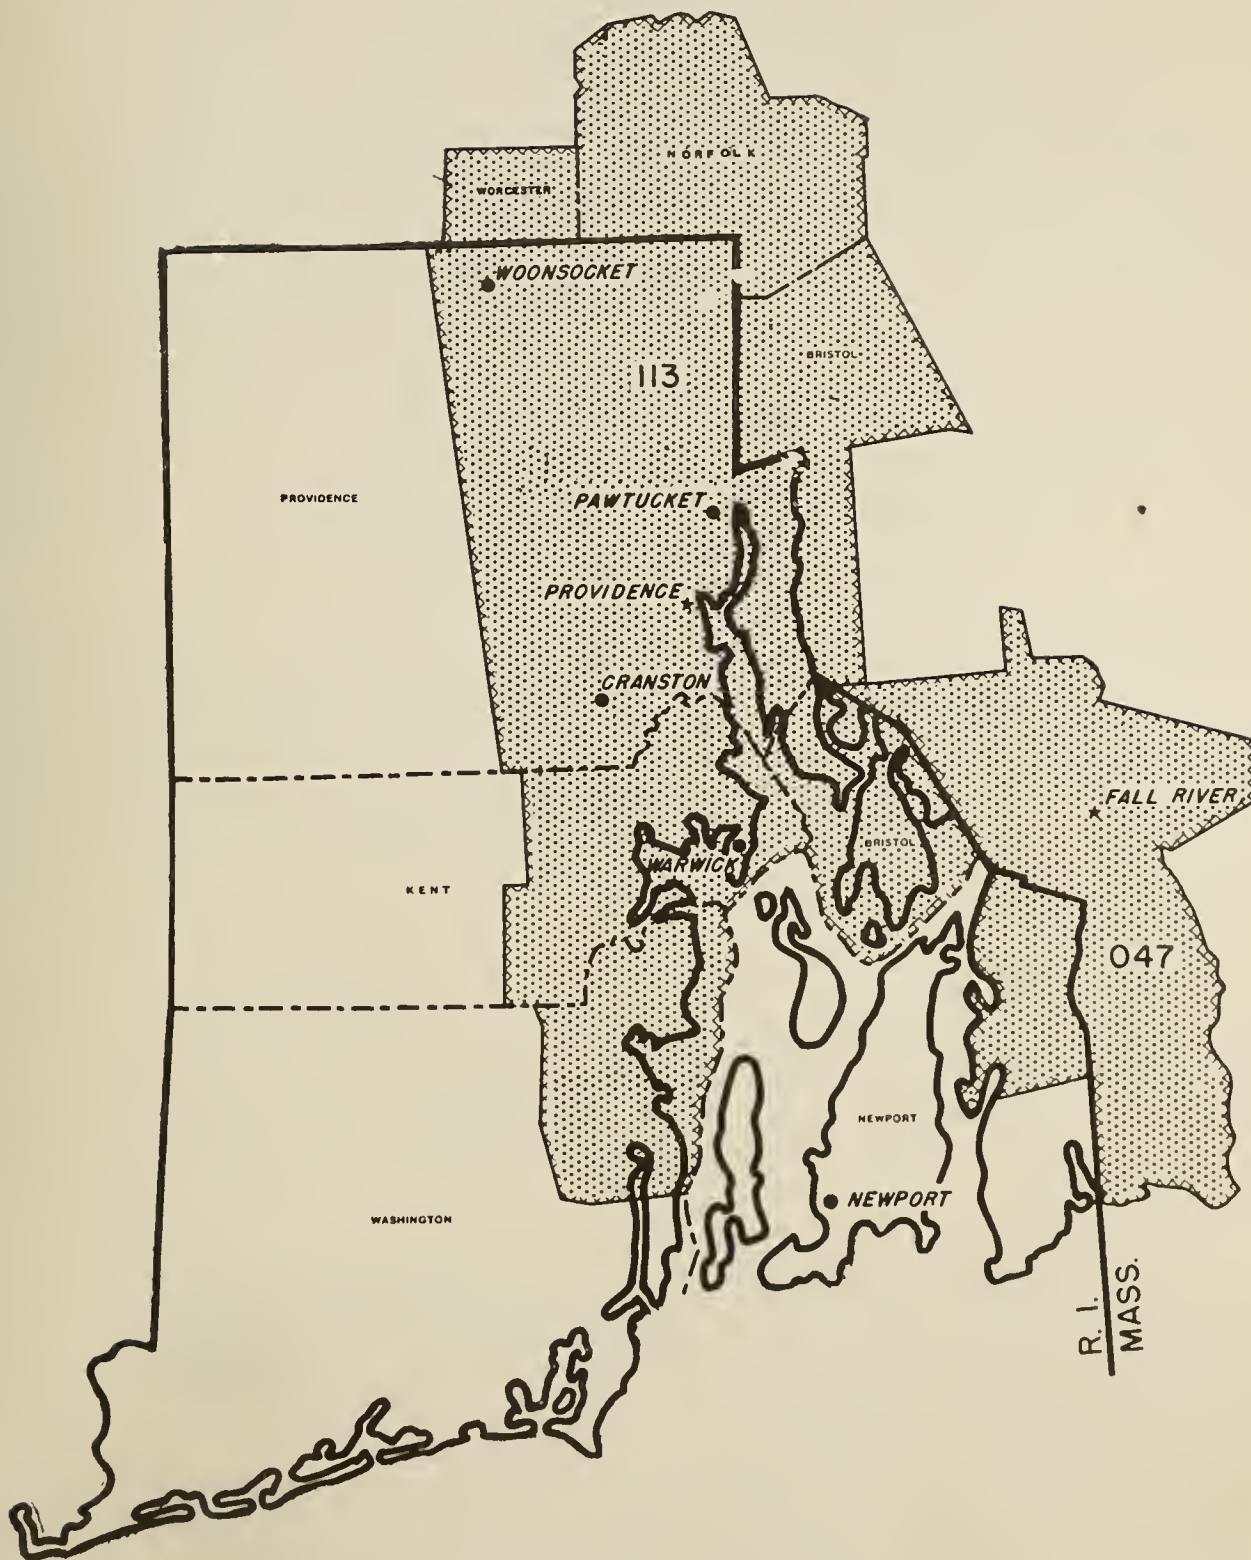 NORFOLK
WORCESTER
WOONSOCKET
BRISTOL
113
PROVIDENCE
PAWTUCKET
PROVIDENCE
CRANSTON
FALL RIVER
BRISTOL
WARWICK
KENT
047
NEWPORT
NEWPORT
WASHINGTON
R. I.
MASS.